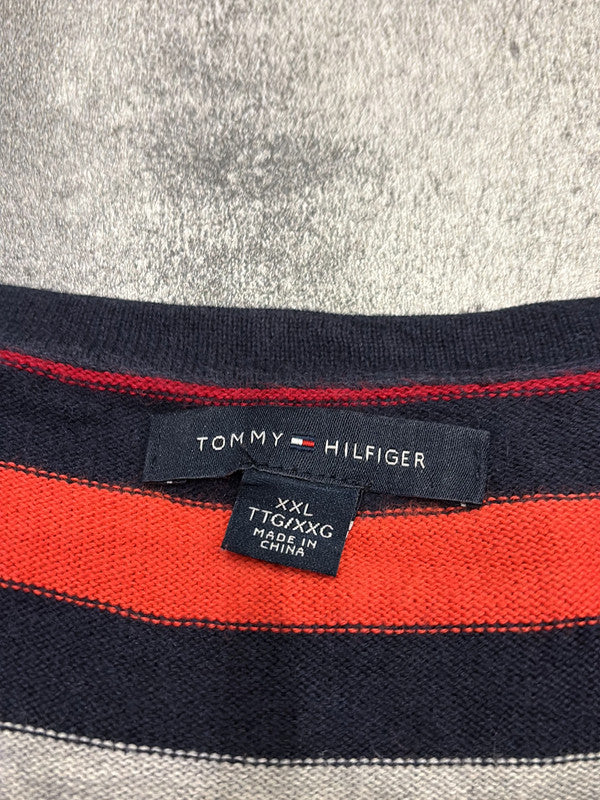 TOMMY HILFIGER
XXL
TTG/XXG
MADE IN
CHINA